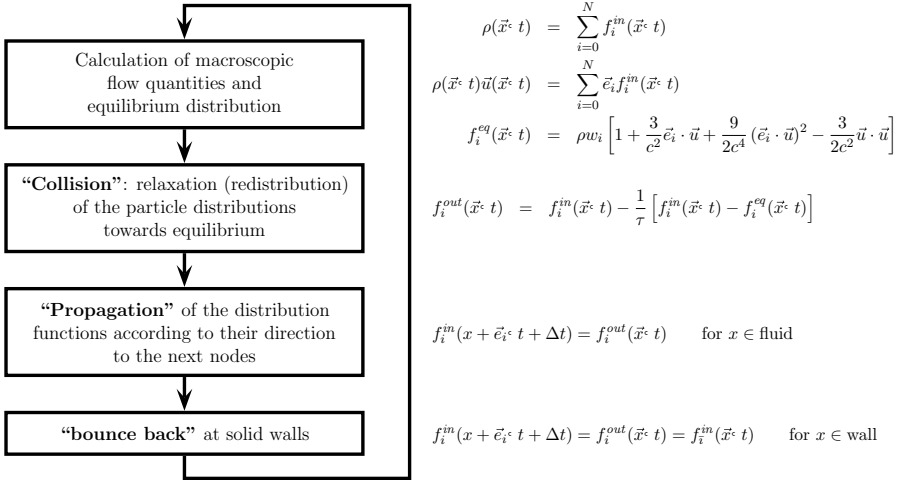 Calculation of macroscopic
flow quantities and
equilibrium distribution
ρ(x⃗ˁ t) = ∑_{i=0}^{N} f_i^{in}(x⃗ˁ t)
ρ(x⃗ˁ t)u⃗(x⃗ˁ t) = ∑_{i=0}^{N} e⃗_i f_i^{in}(x⃗ˁ t)
f_i^{eq}(x⃗ˁ t) = ρw_i [1 + 3/c² e⃗_i · u⃗ + 9/2c⁴ (e⃗_i · u⃗)² − 3/2c² u⃗ · u⃗]
“Collision”: relaxation (redistribution)
of the particle distributions
towards equilibrium
f_i^{out}(x⃗ˁ t) = f_i^{in}(x⃗ˁ t) − 1/τ [f_i^{in}(x⃗ˁ t) − f_i^{eq}(x⃗ˁ t)]
“Propagation” of the distribution
functions according to their direction
to the next nodes
f_i^{in}(x + e⃗_iˁ t + Δt) = f_i^{out}(x⃗ˁ t) for x ∈ fluid
“bounce back” at solid walls
f_i^{in}(x + e⃗_iˁ t + Δt) = f_i^{out}(x⃗ˁ t) = f_ī^{in}(x⃗ˁ t) for x ∈ wall